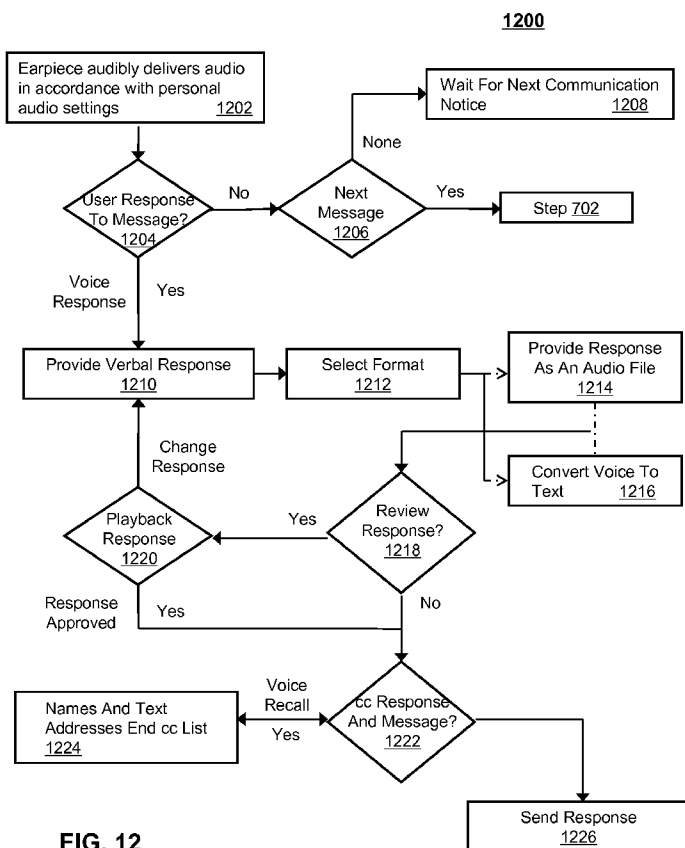 1200
Earpiece audibly delivers audio
in accordance with personal
audio settings 1202
Wait For Next Communication
Notice 1208
None
User Response
To Message?
1204
No
Next
Message
1206
Yes
Step 702
Voice
Response
Yes
Provide Verbal Response
1210
Select Format
1212
Provide Response
As An Audio File
1214
Convert Voice To
Text 1216
Change
Response
Playback
Response
1220
Yes
Review
Response?
1218
Response
Approved
Yes
No
Names And Text
Addresses End cc List
1224
Voice
Recall
Yes
cc Response
And Message?
1222
Send Response
1226
FIG. 12